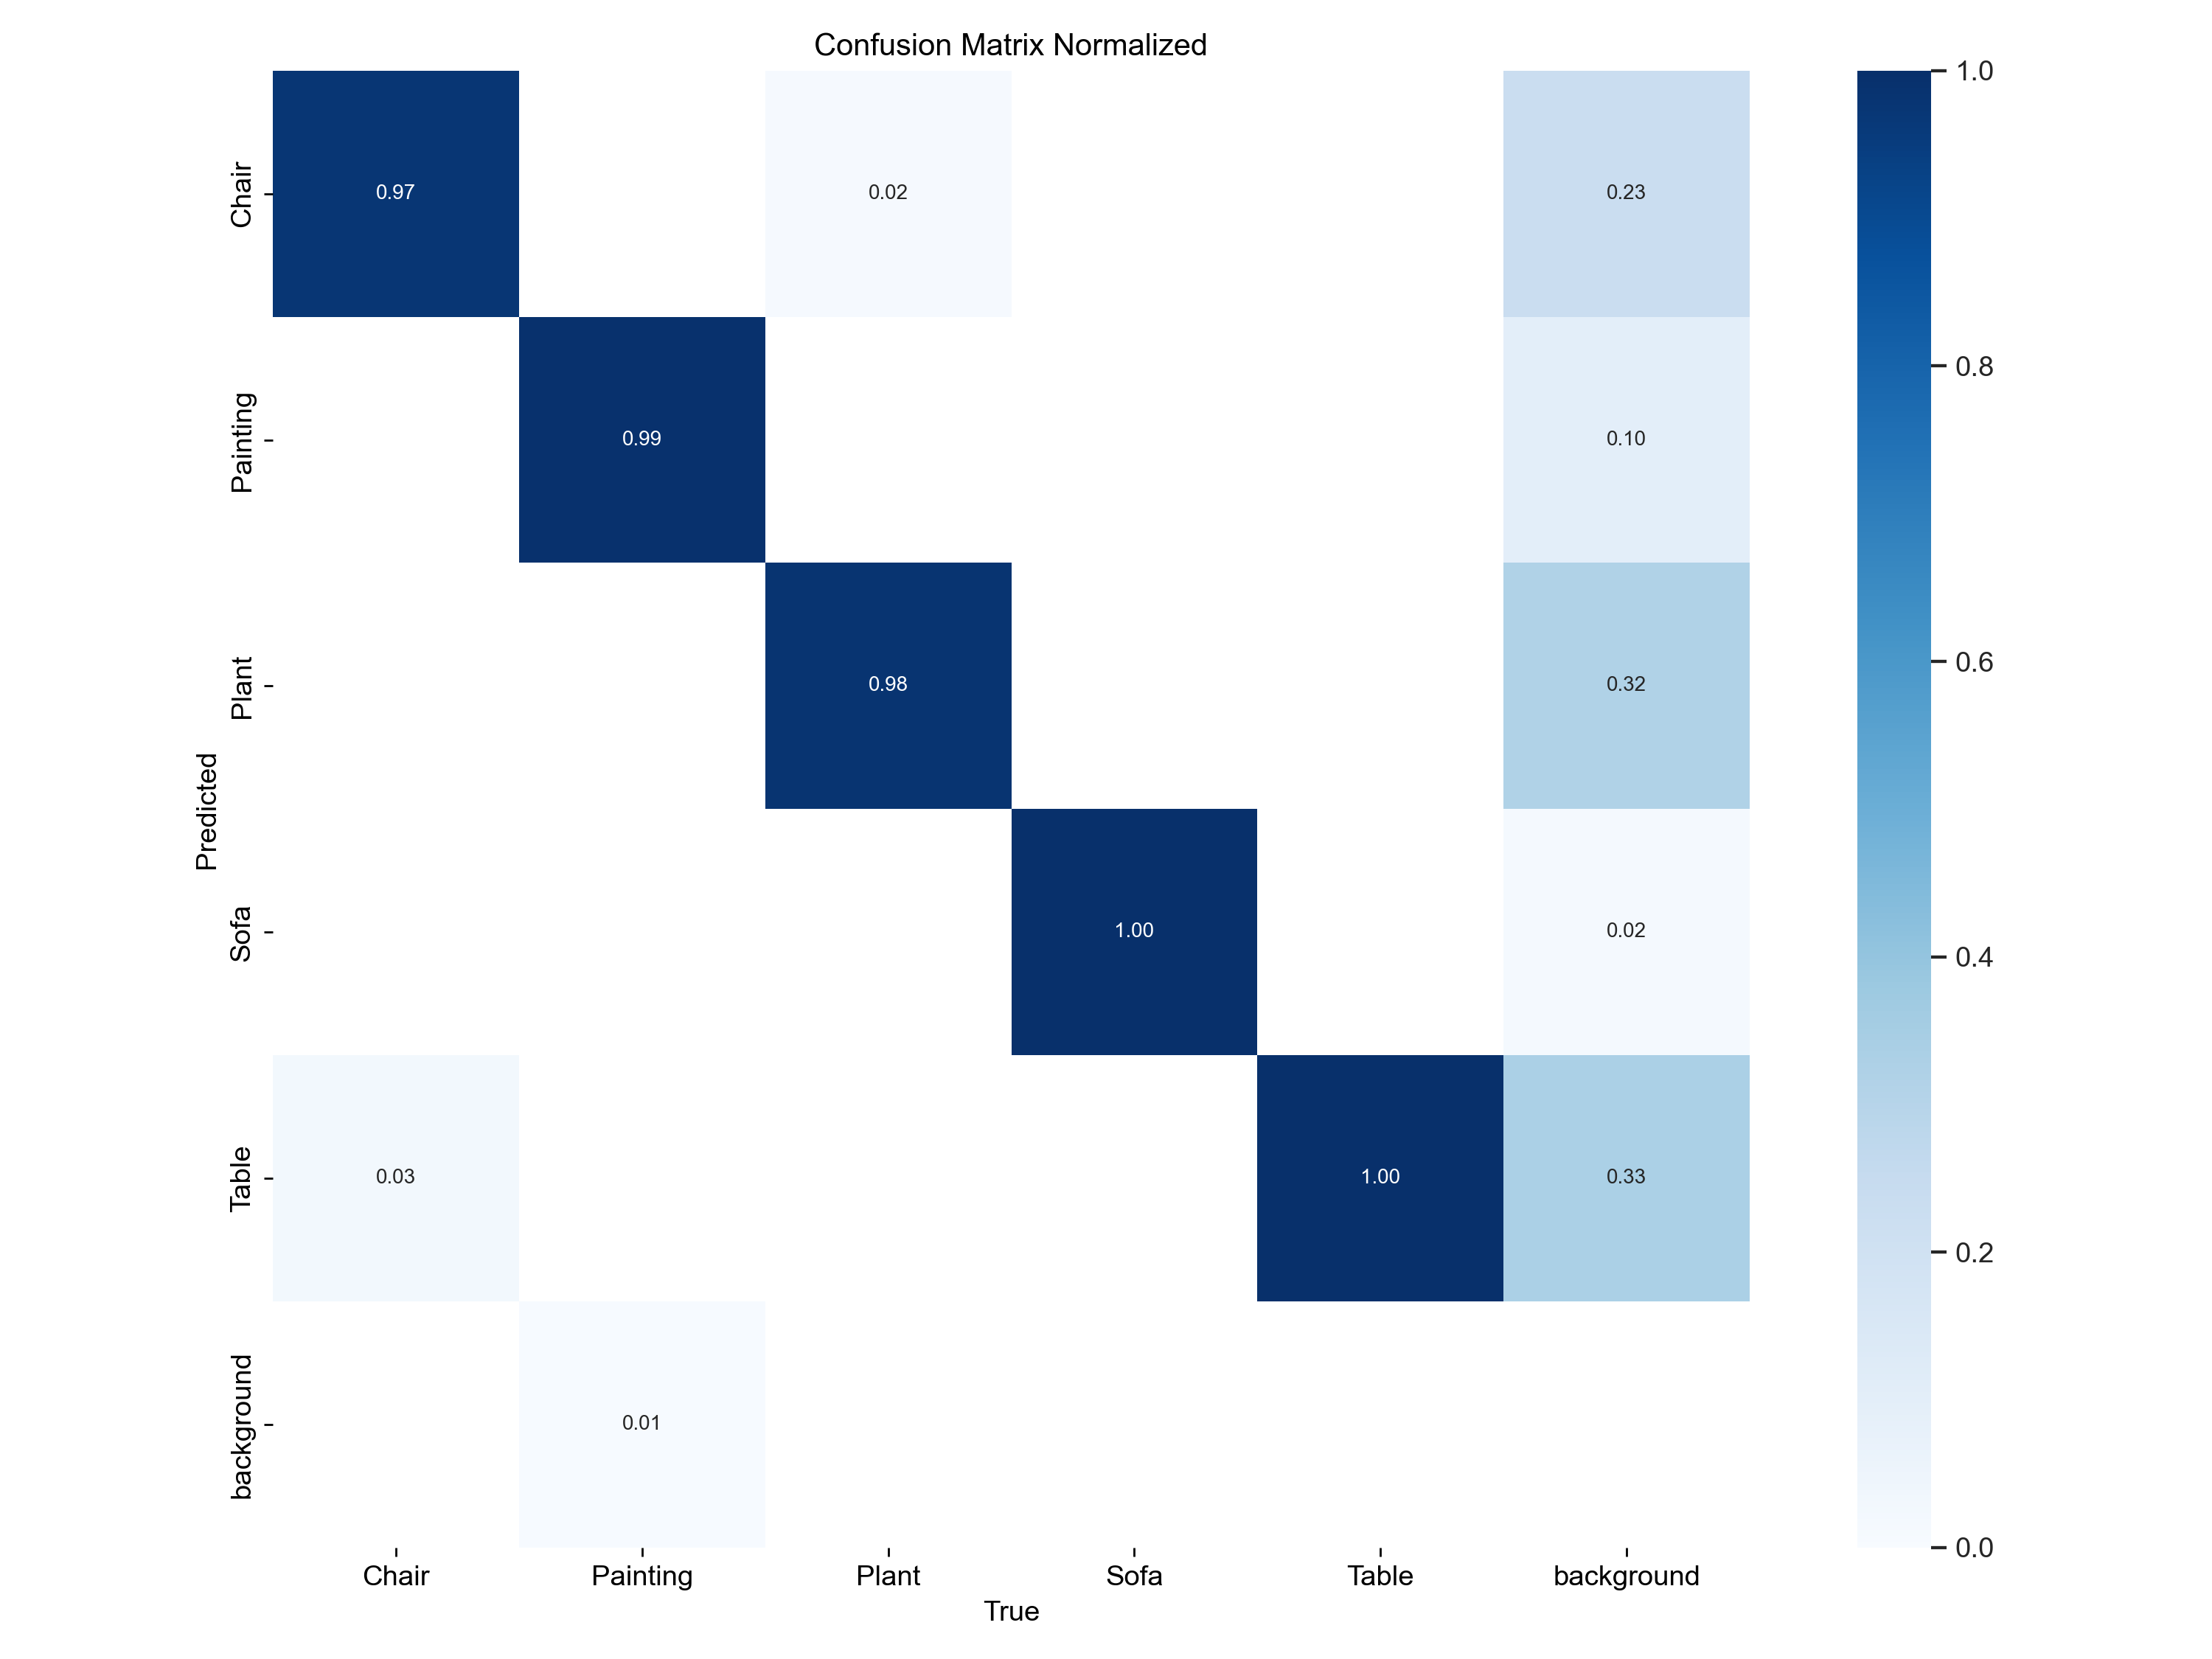 Confusion Matrix Normalized
Chair
0.97
0.02
0.23
Painting
0.99
0.10
Plant
0.98
0.32
Sofa
1.00
0.02
Table
0.03
1.00
0.33
background
0.01
Predicted
Chair
Painting
Plant
Sofa
Table
background
True
1.0
0.8
0.6
0.4
0.2
0.0